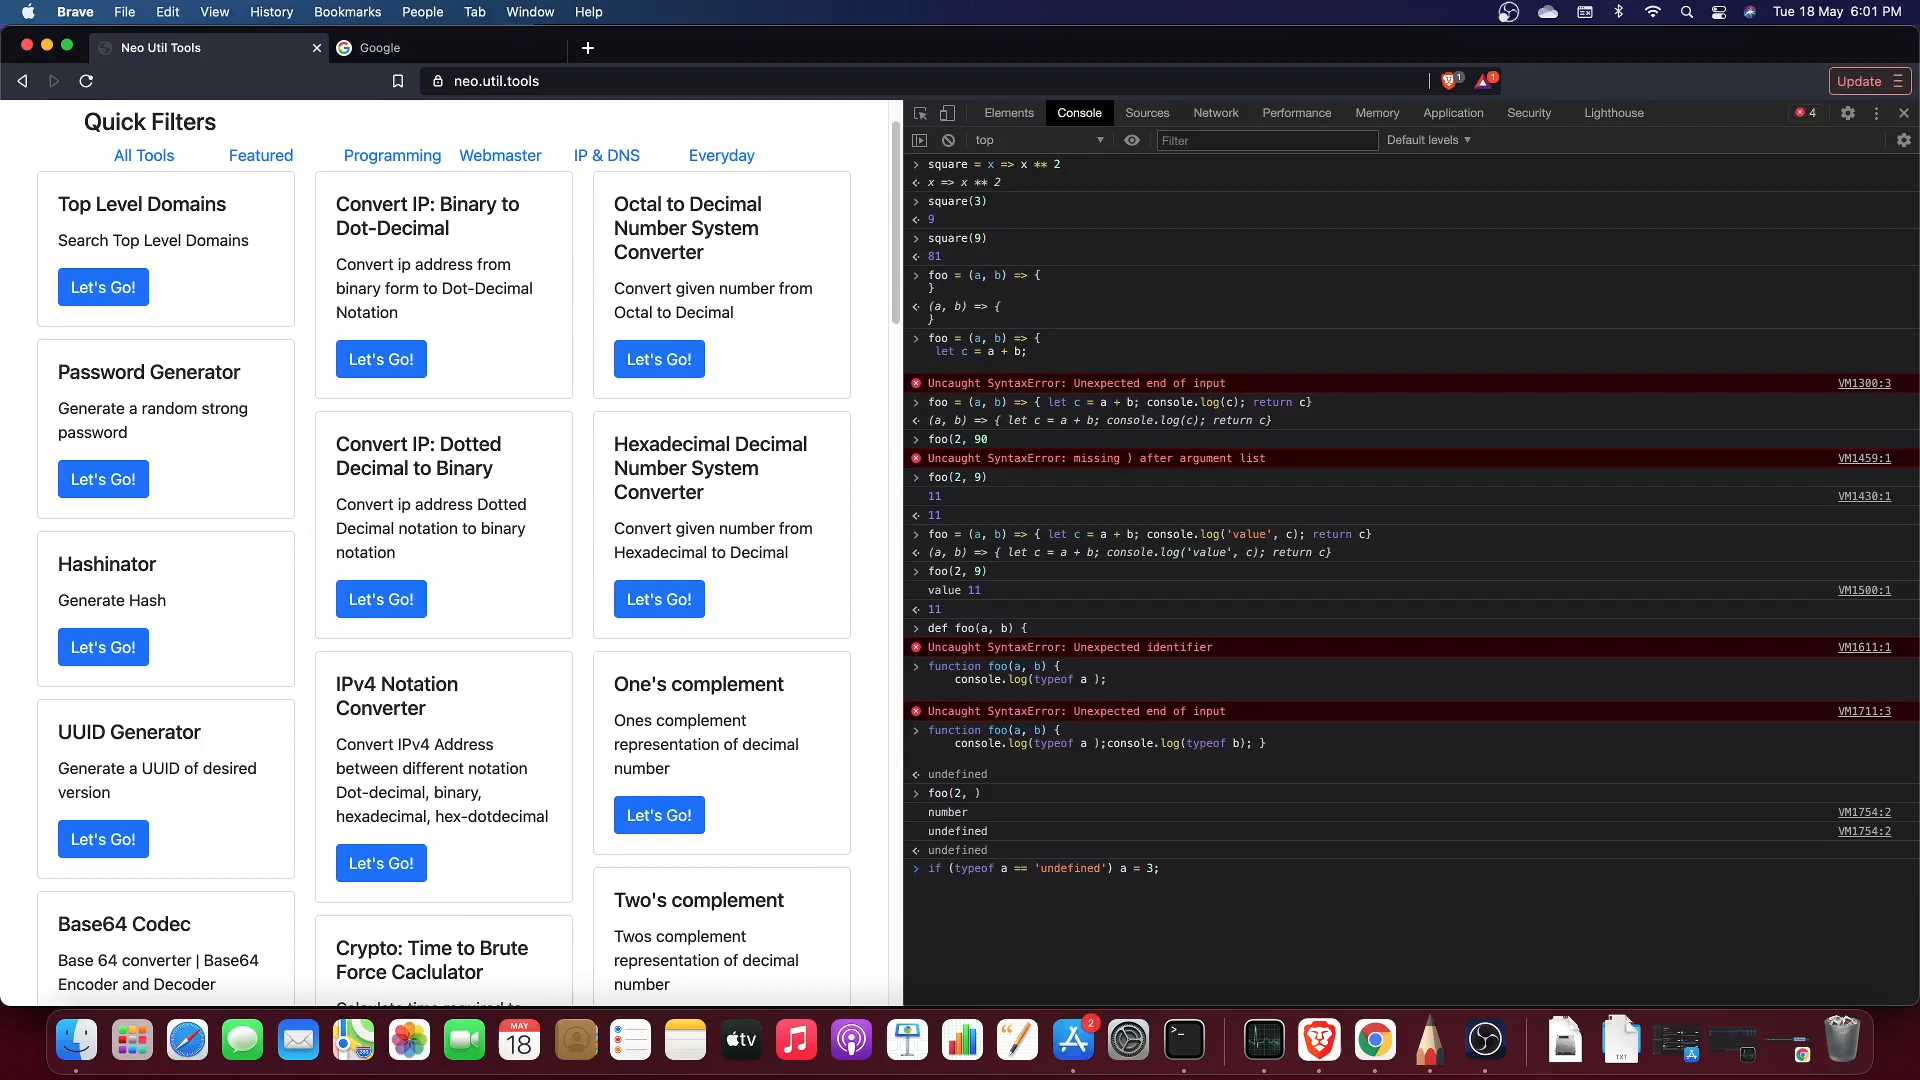 Brave File Edit View History Bookmarks People Tab Window Help
Tue 18 May 6:01 PM
Neo Util Tools
Google
neo.util.tools
1
1
Update
Quick Filters
All Tools Featured Programming Webmaster IP & DNS Everyday
Top Level Domains
Search Top Level Domains
Let's Go!
Password Generator
Generate a random strong
password
Let's Go!
Hashinator
Generate Hash
Let's Go!
UUID Generator
Generate a UUID of desired
version
Let's Go!
Base64 Codec
Base 64 converter | Base64
Encoder and Decoder
Convert IP: Binary to
Dot-Decimal
Convert ip address from
binary form to Dot-Decimal
Notation
Let's Go!
Convert IP: Dotted
Decimal to Binary
Convert ip address Dotted
Decimal notation to binary
notation
Let's Go!
IPv4 Notation
Converter
Convert IPv4 Address
between different notation
Dot-decimal, binary,
hexadecimal, hex-dotdecimal
Let's Go!
Crypto: Time to Brute
Force Caclulator
Octal to Decimal
Number System
Converter
Convert given number from
Octal to Decimal
Let's Go!
Hexadecimal Decimal
Number System
Converter
Convert given number from
Hexadecimal to Decimal
Let's Go!
One's complement
Ones complement
representation of decimal
number
Let's Go!
Two's complement
Twos complement
representation of decimal
number
Elements Console Sources Network Performance Memory Application Security Lighthouse 4
top Filter Default levels
square = x => x ** 2
x => x ** 2
square(3)
9
square(9)
81
foo = (a, b) => {
}
(a, b) => {
}
foo = (a, b) => {
let c = a + b;
Uncaught SyntaxError: Unexpected end of input VM1300:3
foo = (a, b) => { let c = a + b; console.log(c); return c}
(a, b) => { let c = a + b; console.log(c); return c}
foo(2, 90
Uncaught SyntaxError: missing ) after argument list VM1459:1
foo(2, 9)
11 VM1430:1
11
foo = (a, b) => { let c = a + b; console.log('value', c); return c}
(a, b) => { let c = a + b; console.log('value', c); return c}
foo(2, 9)
value 11 VM1500:1
11
def foo(a, b) {
Uncaught SyntaxError: Unexpected identifier VM1611:1
function foo(a, b) {
console.log(typeof a );
Uncaught SyntaxError: Unexpected end of input VM1711:3
function foo(a, b) {
console.log(typeof a );console.log(typeof b); }
undefined
foo(2, )
number VM1754:2
undefined VM1754:2
undefined
if (typeof a == 'undefined') a = 3;
MAY
18
tv
2
TXT